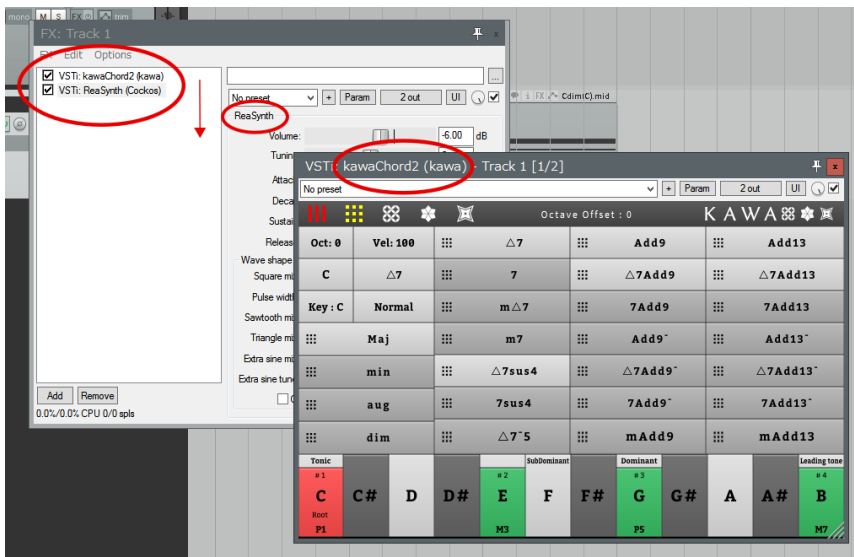 mono M S FX trim
FX: Track 1
FX Edit Options
VSTi: kawaChord2 (kawa)
VSTi: ReaSynth (Cockos)
...
No preset + Param 2 out UI
ReaSynth
Volume: -6.00 dB
Tunin
Attac
Deca
Sustai
Releas
Wave shape
Square mi
Pulse widt
Sawtooth mi
Triangle mi
Extra sine mi
Extra sine tun
Add Remove
0.0%/0.0% CPU 0/0 spls
i FX CdimIC).mid
VSTi: kawaChord2 (kawa) - Track 1 [1/2]
No preset + Param 2 out UI
Octave Offset : 0 KAWA
Oct: 0 Vel: 100 △7 Add9 Add13
C △7 7 △7Add9 △7Add13
Key : C Normal m△7 7Add9 7Add13
Maj m7 Add9⁻ Add13⁻
min △7sus4 △7Add9⁻ △7Add13⁻
aug 7sus4 7Add9⁻ 7Add13⁻
dim △7⁻5 mAdd9 mAdd13
Tonic SubDominant Dominant Leading tone
#1 #2 #3 #4
C C# D D# E F F# G G# A A# B
Root
P1 M3 P5 M7